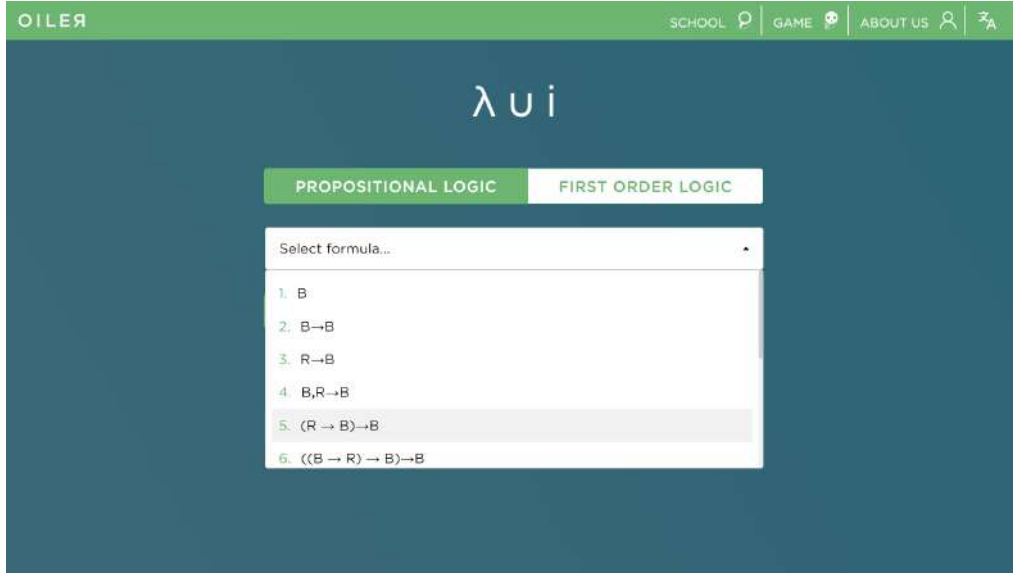 OILEЯ
SCHOOL GAME ABOUT US
λ υ i
PROPOSITIONAL LOGIC FIRST ORDER LOGIC
Select formula...
1. B
2. B→B
3. R→B
4. B,R→B
5. (R → B)→B
6. ((B → R) → B)→B